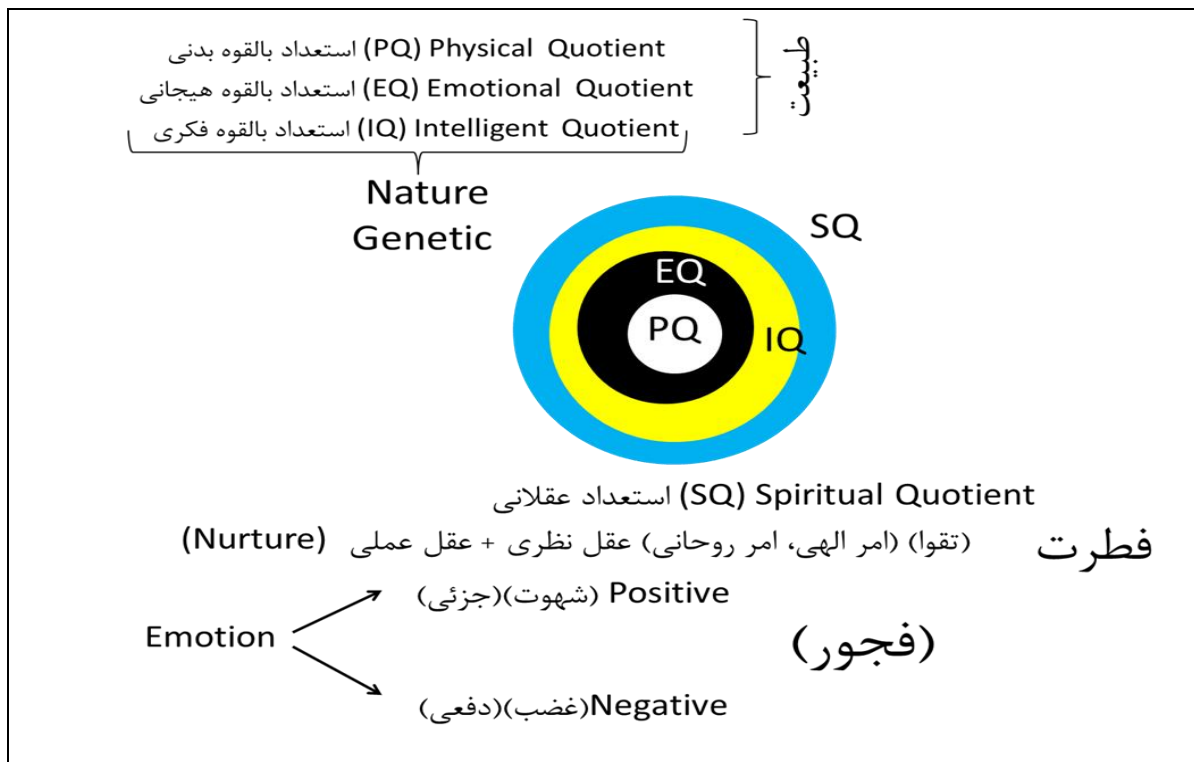 استعداد بالقوه بدنی (PQ) Physical Quotient
استعداد بالقوه هیجانی (EQ) Emotional Quotient
استعداد بالقوه فکری (IQ) Intelligent Quotient
طبیعت
Nature
Genetic
SQ
EQ
PQ
IQ
استعداد عقلانی (SQ) Spiritual Quotient
فطرت
(تقوا) (امر الهی، امر روحانی) عقل نظری + عقل عملی (Nurture)
Positive (شهوت)(جزئی)
Emotion
(فجور)
Negative(غضب)(دفعی)